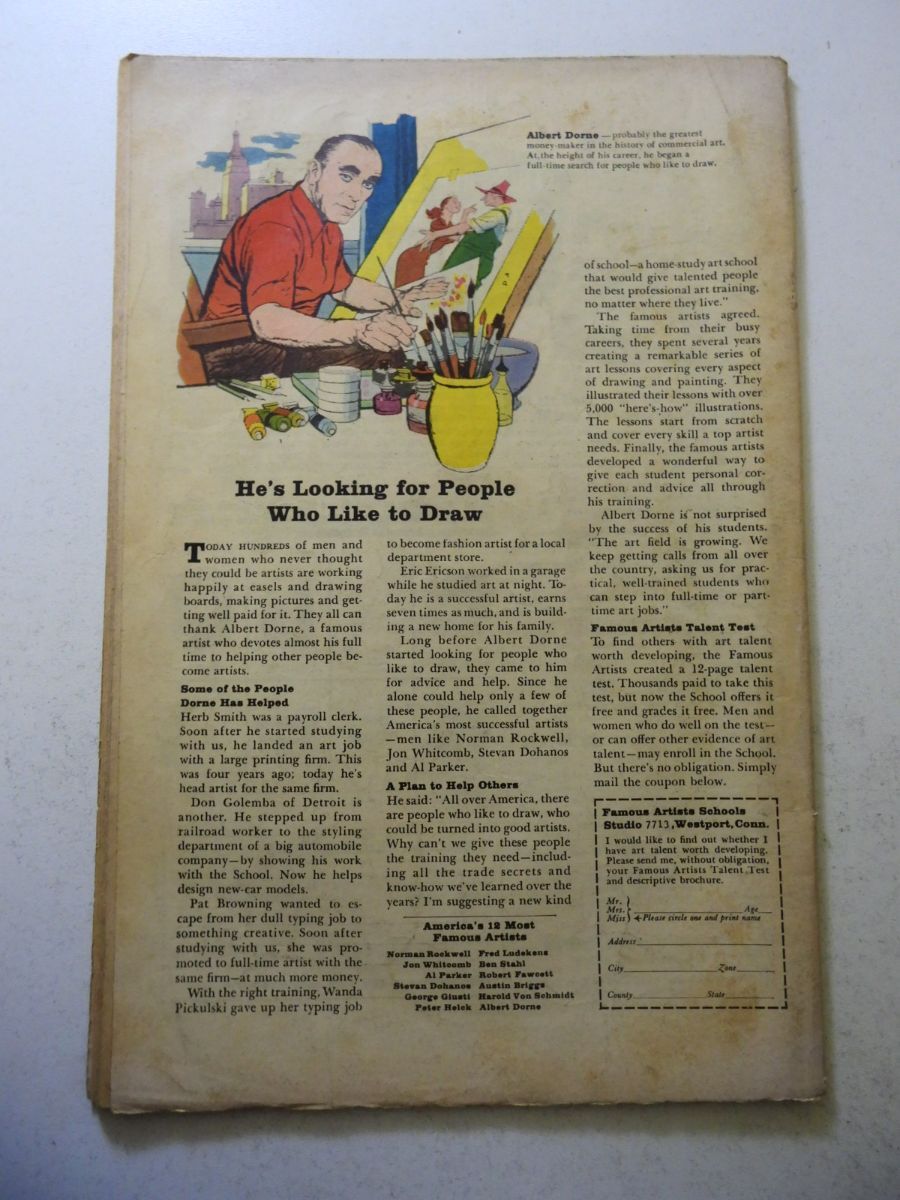 Albert Dorne — probably the greatest
money-maker in the history of commercial art.
At the height of his career, he began a
full-time search for people who like to draw.
He's Looking for People
Who Like to Draw
TODAY HUNDREDS of men and
women who never thought
they could be artists are working
happily at easels and drawing
boards, making pictures and get-
ting well paid for it. They all can
thank Albert Dorne, a famous
artist who devotes almost his full
time to helping other people be-
come artists.
Some of the People
Dorne Has Helped
Herb Smith was a payroll clerk.
Soon after he started studying
with us, he landed an art job
with a large printing firm. This
was four years ago; today he's
head artist for the same firm.
Don Golemba of Detroit is
another. He stepped up from
railroad worker to the styling
department of a big automobile
company—by showing his work
with the School. Now he helps
design new-car models.
Pat Browning wanted to es-
cape from her dull typing job to
something creative. Soon after
studying with us, she was pro-
moted to full-time artist with the
same firm—at much more money.
With the right training, Wanda
Pickulski gave up her typing job
to become fashion artist for a local
department store.
Eric Ericson worked in a garage
while he studied art at night. To-
day he is a successful artist, earns
seven times as much, and is build-
ing a new home for his family.
Long before Albert Dorne
started looking for people who
like to draw, they came to him
for advice and help. Since he
alone could help only a few of
these people, he called together
America's most successful artists
—men like Norman Rockwell,
Jon Whitcomb, Stevan Dohanos
and Al Parker.
A Plan to Help Others
He said: "All over America, there
are people who like to draw, who
could be turned into good artists.
Why can't we give these people
the training they need—includ-
ing all the trade secrets and
know-how we've learned over the
years? I'm suggesting a new kind
America's 12 Most
Famous Artists
Norman Rockwell Fred Ludekens
Jon Whitcomb Ben Stahl
Al Parker Robert Fawcett
Stevan Dohanos Austin Briggs
George Giusti Harold Von Schmidt
Peter Helck Albert Dorne
of school—a home-study art school
that would give talented people
the best professional art training,
no matter where they live."
The famous artists agreed.
Taking time from their busy
careers, they spent several years
creating a remarkable series of
art lessons covering every aspect
of drawing and painting. They
illustrated their lessons with over
5,000 "here's-how" illustrations.
The lessons start from scratch
and cover every skill a top artist
needs. Finally, the famous artists
developed a wonderful way to
give each student personal cor-
rection and advice all through
his training.
Albert Dorne is not surprised
by the success of his students.
"The art field is growing. We
keep getting calls from all over
the country, asking us for prac-
tical, well-trained students who
can step into full-time or part-
time art jobs."
Famous Artists Talent Test
To find others with art talent
worth developing, the Famous
Artists created a 12-page talent
test. Thousands paid to take this
test, but now the School offers it
free and grades it free. Men and
women who do well on the test—
or can offer other evidence of art
talent—may enroll in the School.
But there's no obligation. Simply
mail the coupon below.
Famous Artists Schools
Studio 7713, Westport, Conn.
I would like to find out whether I
have art talent worth developing.
Please send me, without obligation,
your Famous Artists Talent Test
and descriptive brochure.
Mr.
Mrs. Age
Miss Please circle one and print name
Address
City Zone
County State